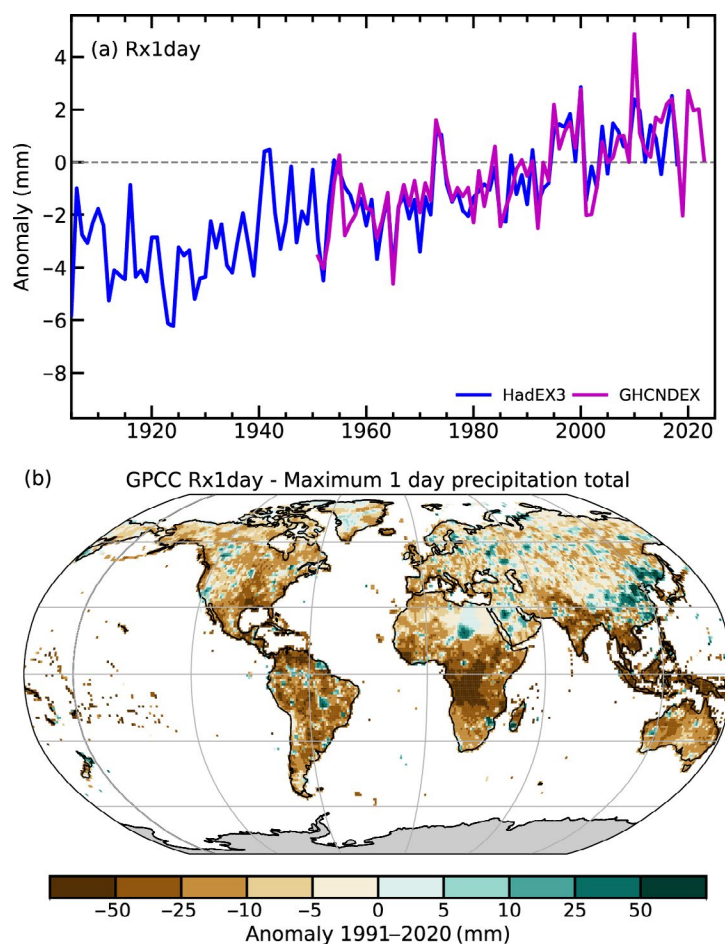 (a) Rx1day
4
2
0
−2
−4
−6
−8
Anomaly (mm)
HadEX3 GHCNDEX
1920 1940 1960 1980 2000 2020
(b) GPCC Rx1day - Maximum 1 day precipitation total
−50 −25 −10 −5 0 5 10 25 50
Anomaly 1991–2020 (mm)